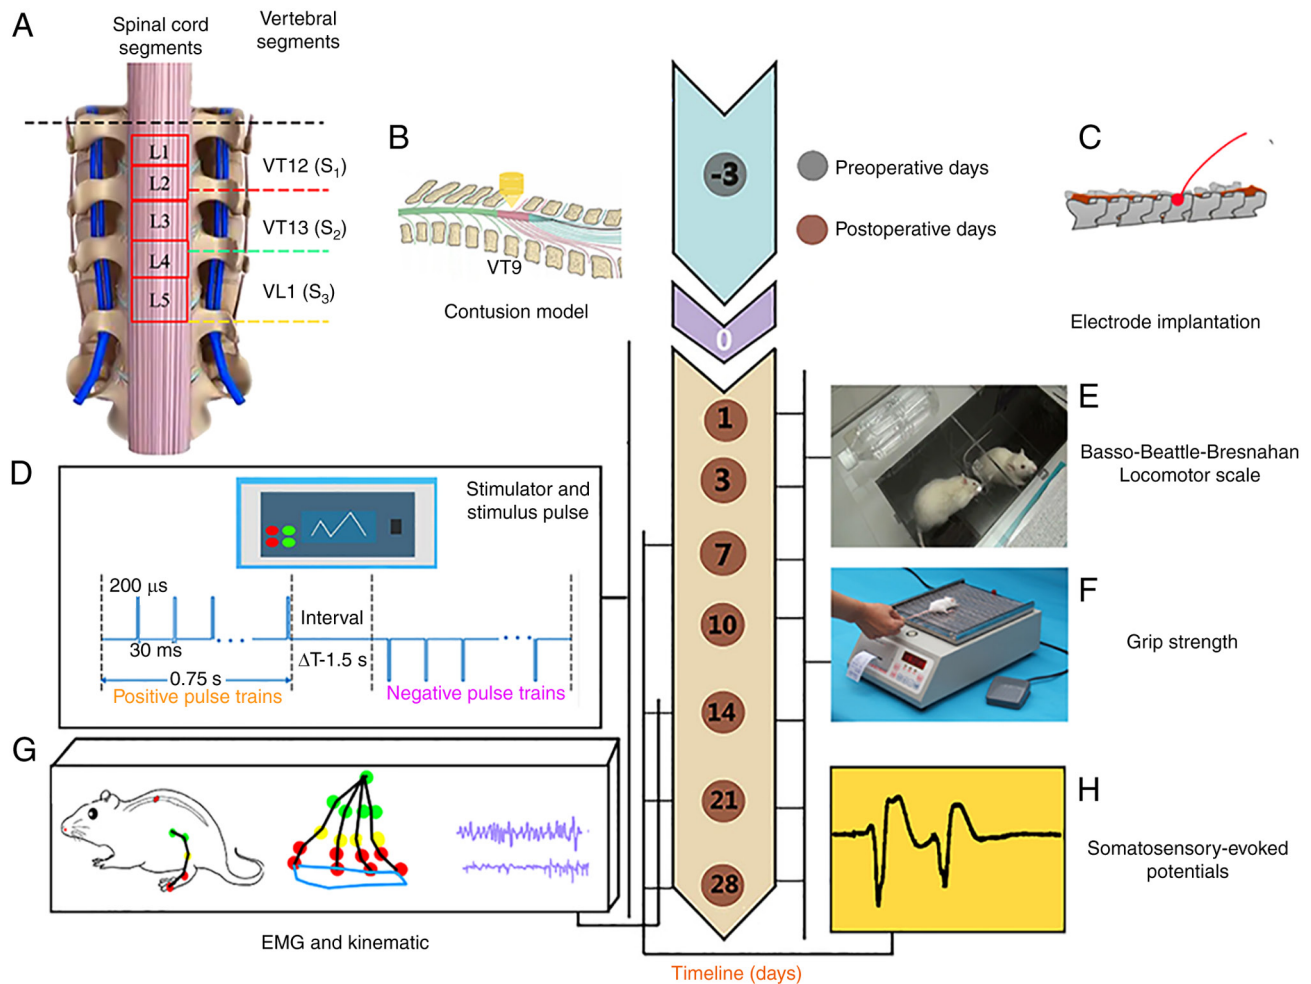 A
Spinal cord
segments
Vertebral
segments
L1
L2
L3
L4
L5
VT12 (S1)
VT13 (S2)
VL1 (S3)
B
VT9
Contusion model
-3
0
1
3
7
10
14
21
28
Preoperative days
Postoperative days
C
Electrode implantation
D
Stimulator and
stimulus pulse
200 µs
30 ms
0.75 s
Interval
ΔT-1.5 s
Positive pulse trains
Negative pulse trains
E
Basso-Beattle-Bresnahan
Locomotor scale
F
Grip strength
G
EMG and kinematic
H
Somatosensory-evoked
potentials
Timeline (days)